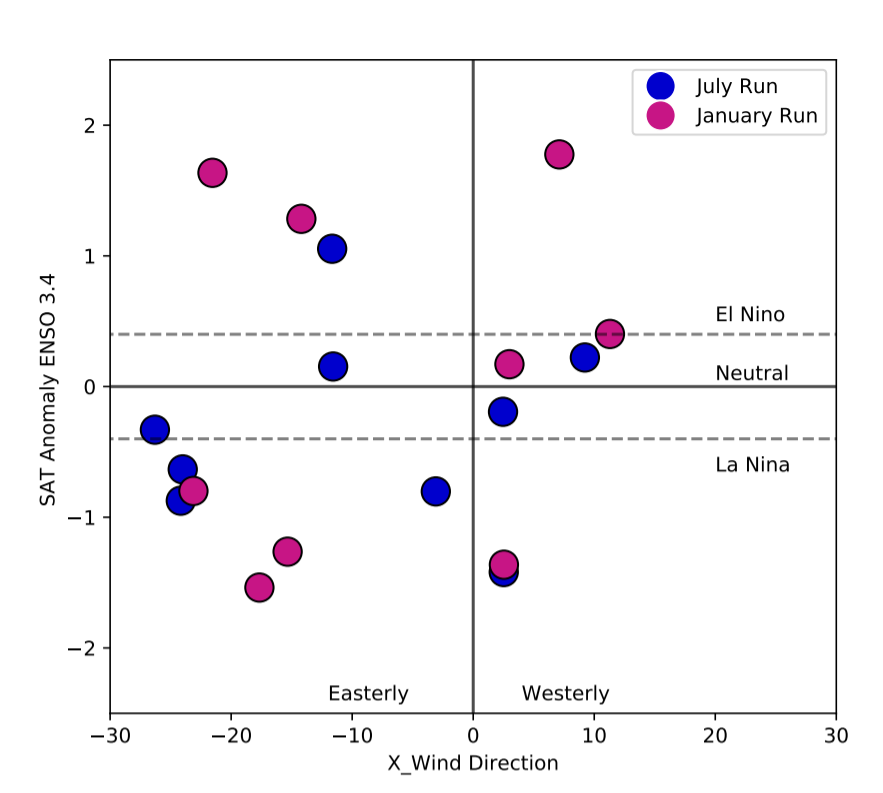 July Run
January Run
2
1
0
−1
−2
SAT Anomaly ENSO 3.4
El Nino
Neutral
La Nina
Easterly
Westerly
−30
−20
−10
0
10
20
30
X_Wind Direction